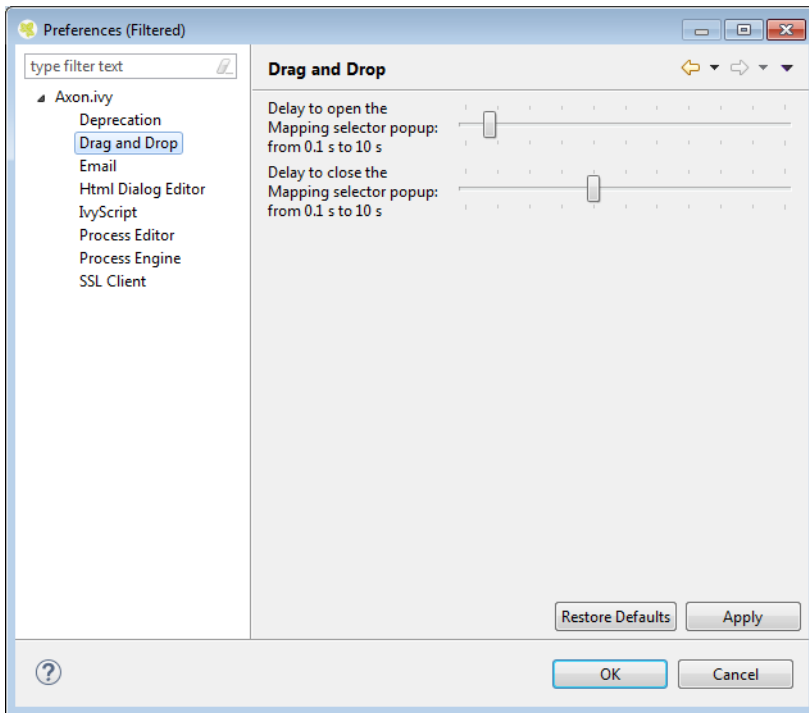 Preferences (Filtered)
type filter text
Axon.ivy
Deprecation
Drag and Drop
Email
Html Dialog Editor
IvyScript
Process Editor
Process Engine
SSL Client
Drag and Drop
Delay to open the
Mapping selector popup:
from 0.1 s to 10 s
Delay to close the
Mapping selector popup:
from 0.1 s to 10 s
Restore Defaults
Apply
OK
Cancel